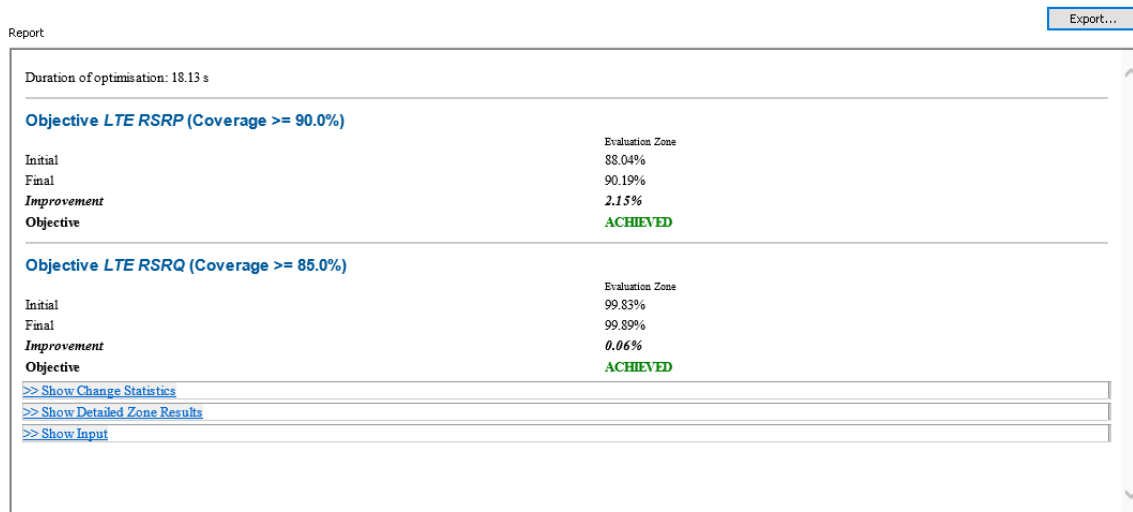 Export...
Report
Duration of optimisation: 18.13 s
Objective LTE RSRP (Coverage >= 90.0%)
Evaluation Zone
Initial 88.04%
Final 90.19%
Improvement 2.15%
Objective ACHIEVED
Objective LTE RSRQ (Coverage >= 85.0%)
Evaluation Zone
Initial 99.83%
Final 99.89%
Improvement 0.06%
Objective ACHIEVED
>> Show Change Statistics
>> Show Detailed Zone Results
>> Show Input